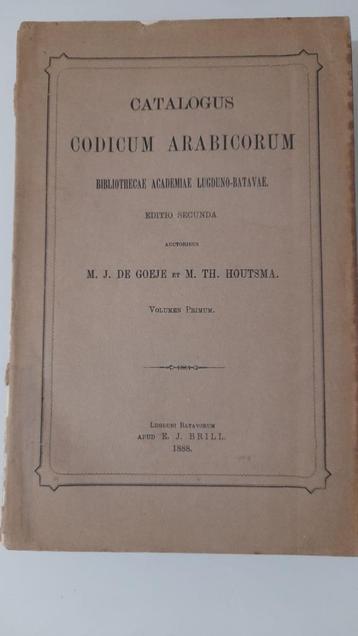 CATALOGUS
CODICUM ARABICORUM
BIBLIOTHECAE ACADEMIAE LUGDUNO-BATAVAE.
EDITIO SECUNDA
AUCTORIBUS
M. J. DE GOEJE ET M. TH. HOUTSMA.
VOLUMEN PRIMUM.
LUGDUNI BATAVORUM
APUD E. J. BRILL.
1888.